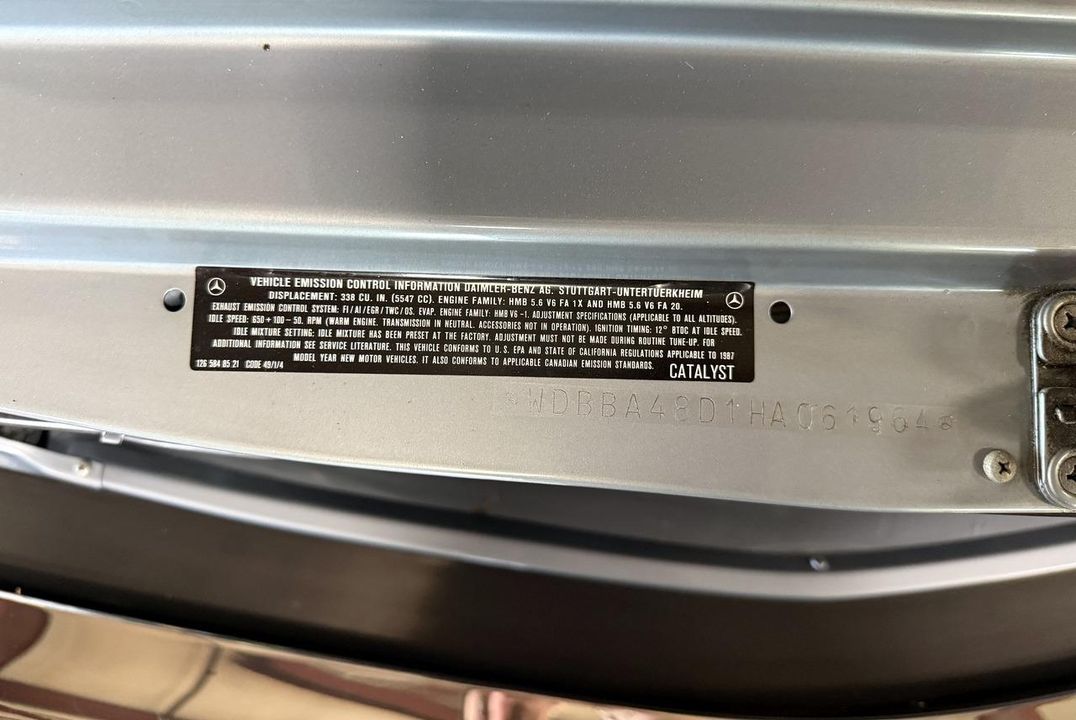 VEHICLE EMISSION CONTROL INFORMATION DAIMLER-BENZ AG. STUTTGART-UNTERTUERKHEIM
DISPLACEMENT: 338 CU. IN. (5547 CC). ENGINE FAMILY: HMB 5.6 V6 FA 1X AND HMB 5.6 V6 FA 20.
EXHAUST EMISSION CONTROL SYSTEM: FI/AI/EGR/TWC/OS. EVAP. ENGINE FAMILY: HMB V6-1. ADJUSTMENT SPECIFICATIONS (APPLICABLE TO ALL ALTITUDES).
IDLE SPEED: 650 + 100 - 50. RPM (WARM ENGINE. TRANSMISSION IN NEUTRAL. ACCESSORIES NOT IN OPERATION). IGNITION TIMING: 12° BTDC AT IDLE SPEED.
IDLE MIXTURE SETTING: IDLE MIXTURE HAS BEEN PRESET AT THE FACTORY. ADJUSTMENT MUST NOT BE MADE DURING ROUTINE TUNE-UP. FOR
ADDITIONAL INFORMATION SEE SERVICE LITERATURE. THIS VEHICLE CONFORMS TO U.S. EPA AND STATE OF CALIFORNIA REGULATIONS APPLICABLE TO 1987
MODEL YEAR NEW MOTOR VEHICLES. IT ALSO CONFORMS TO APPLICABLE CANADIAN EMISSION STANDARDS.
126 584 85 21 CODE 49/1/4 CATALYST
WDBBA48D1HA061964